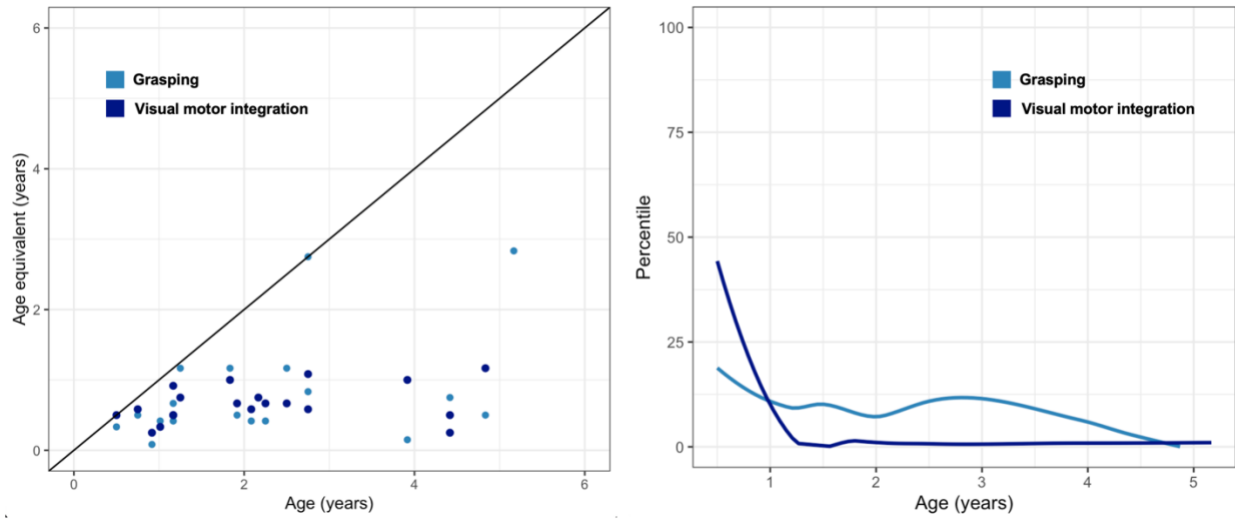 6
4
2
0
Age equivalent (years)
Grasping
Visual motor integration
0 2 4 6
Age (years)
100
75
50
25
0
Percentile
Grasping
Visual motor integration
1 2 3 4 5
Age (years)